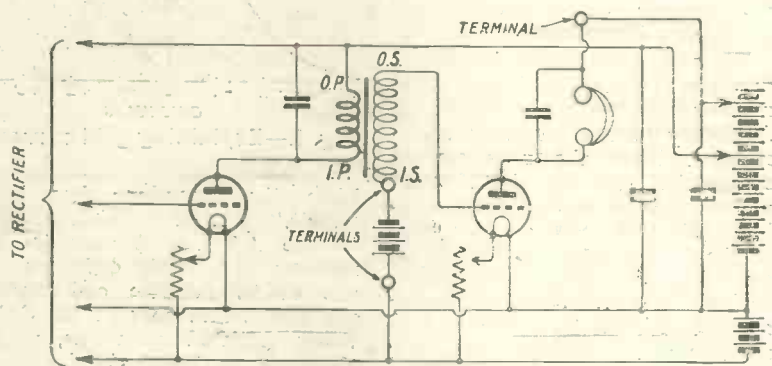 TERMINAL
O.P.
O.S.
I.P.
I.S.
TERMINALS
TO RECTIFIER